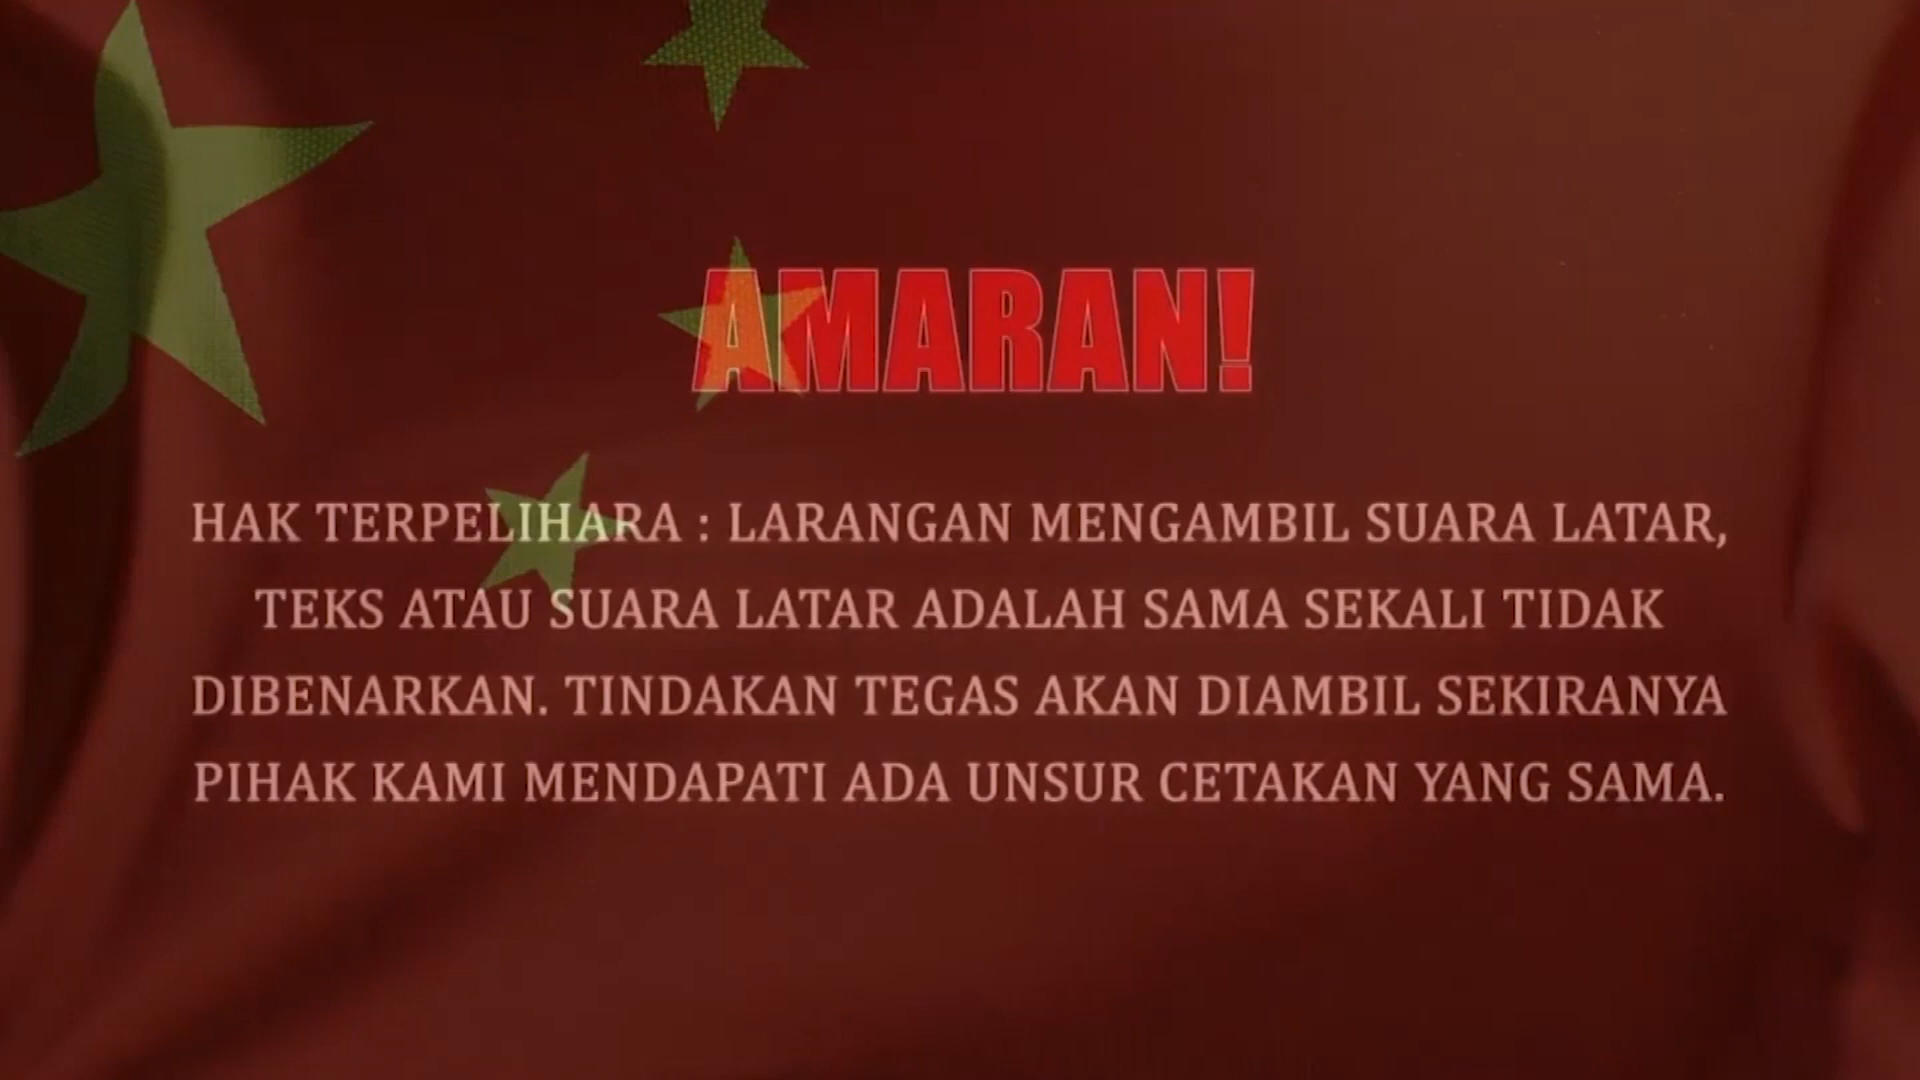 AMARAN!
HAK TERPELIHARA : LARANGAN MENGAMBIL SUARA LATAR,
TEKS ATAU SUARA LATAR ADALAH SAMA SEKALI TIDAK
DIBENARKAN. TINDAKAN TEGAS AKAN DIAMBIL SEKIRANYA
PIHAK KAMI MENDAPATI ADA UNSUR CETAKAN YANG SAMA.